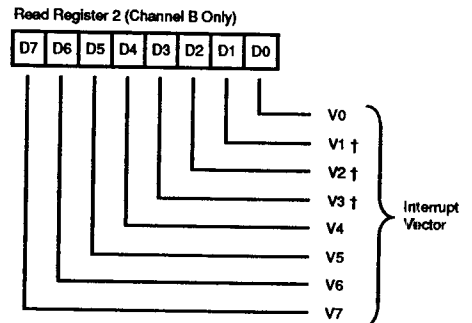 Read Register 2 (Channel B Only)
D7 D6 D5 D4 D3 D2 D1 D0
V0
V1 †
V2 †
V3 †
V4
V5
V6
V7
Interrupt
Vector